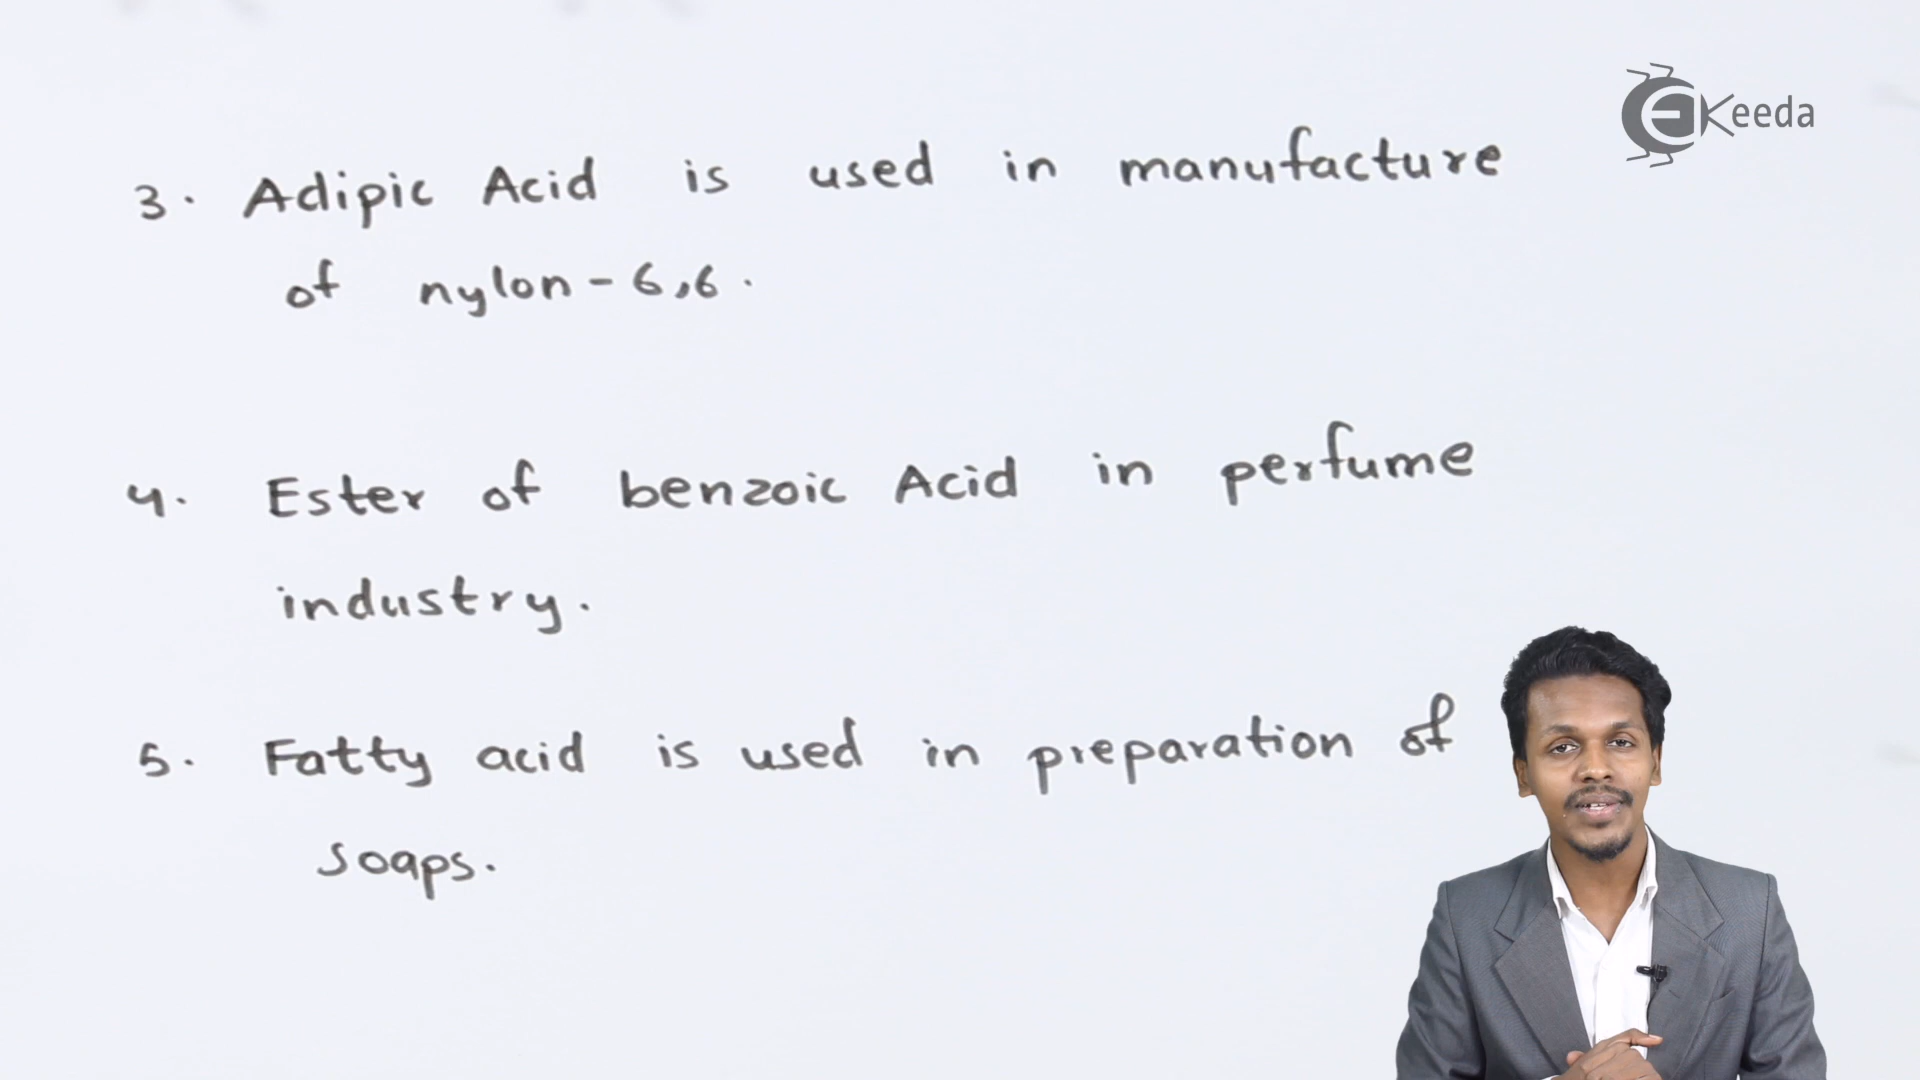 EKeeda
3. Adipic Acid is used in manufacture
of nylon-6,6.
4. Ester of benzoic Acid in perfume
industry.
5. Fatty acid is used in preparation of
soaps.